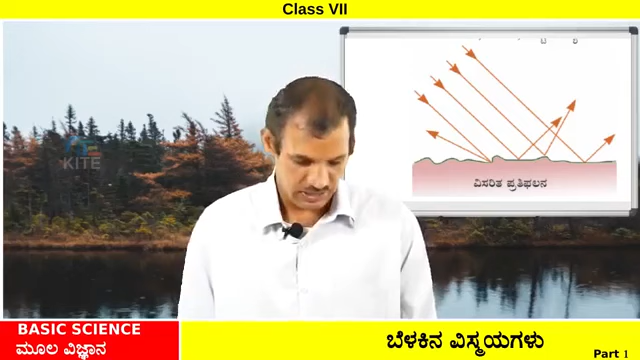 Class VII
KITE
ವಿಸರಿತ ಪ್ರತಿಫಲನ
BASIC SCIENCE
ಮೂಲ ವಿಜ್ಞಾನ
ಬೆಳಕಿನ ವಿಸ್ಮಯಗಳು
Part 1